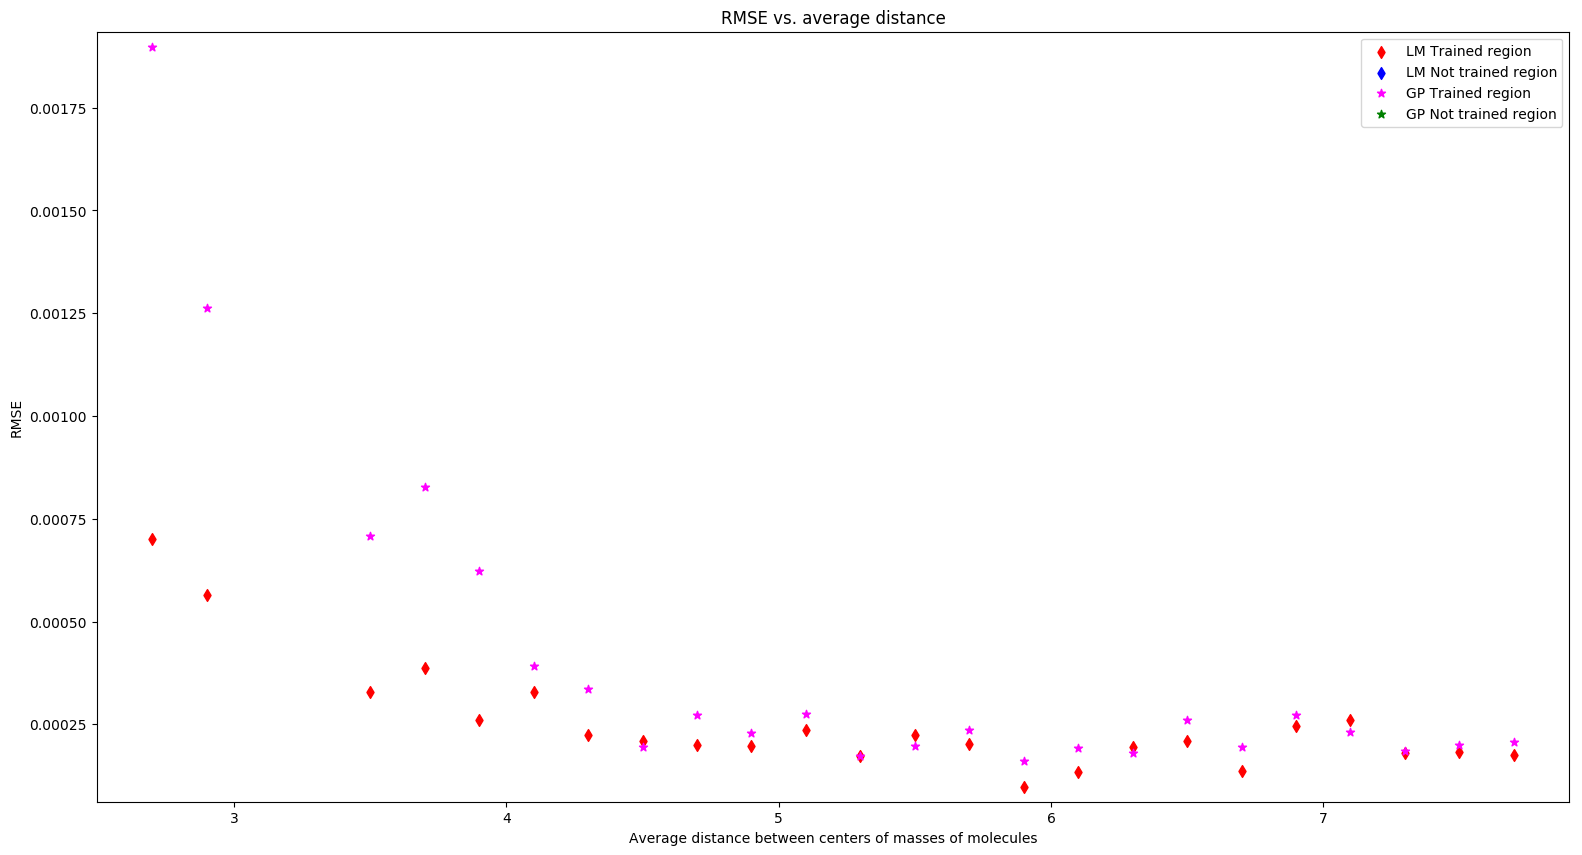 RMSE vs. average distance
LM Trained region
LM Not trained region
GP Trained region
GP Not trained region
0.00175
0.00150
0.00125
0.00100
0.00075
0.00050
0.00025
RMSE
3 4 5 6 7
Average distance between centers of masses of molecules